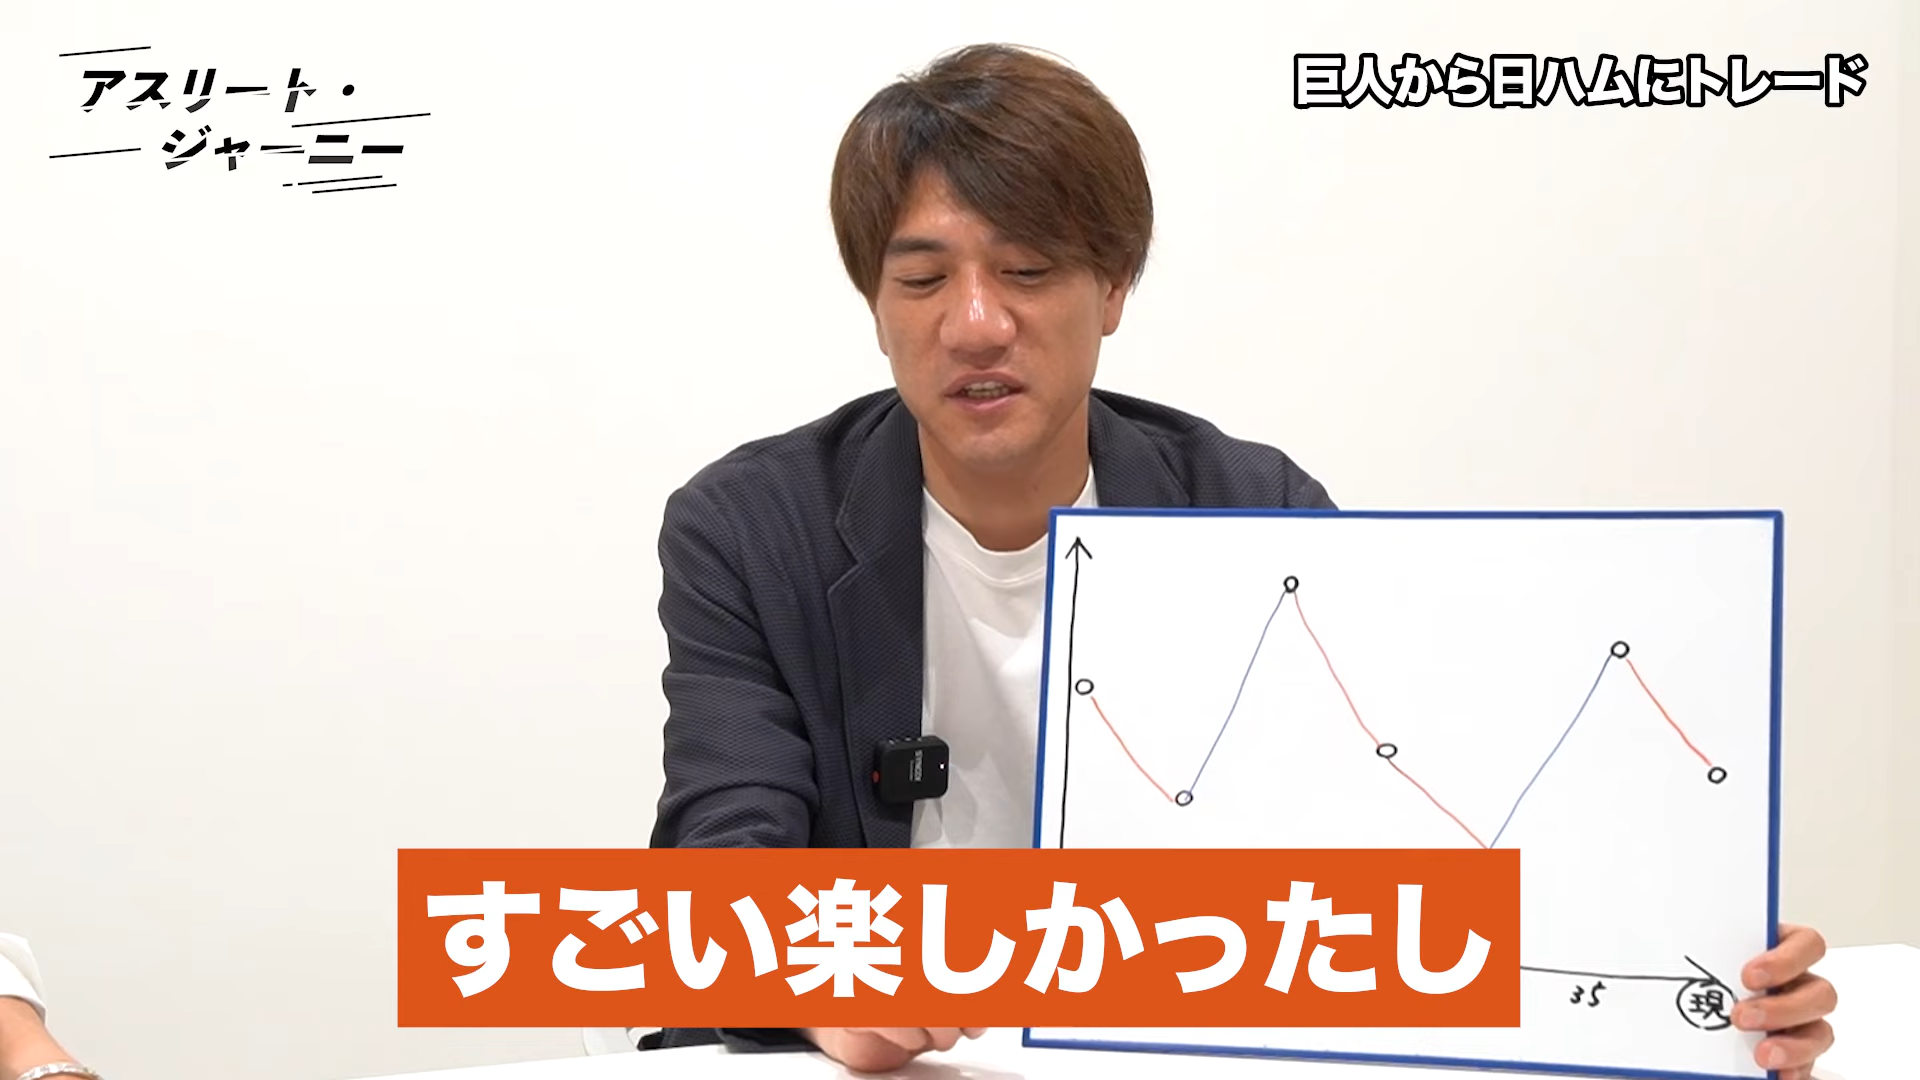 アスリート・
ジャーニー
巨人から日ハムにトレード
すごい楽しかったし
35
現